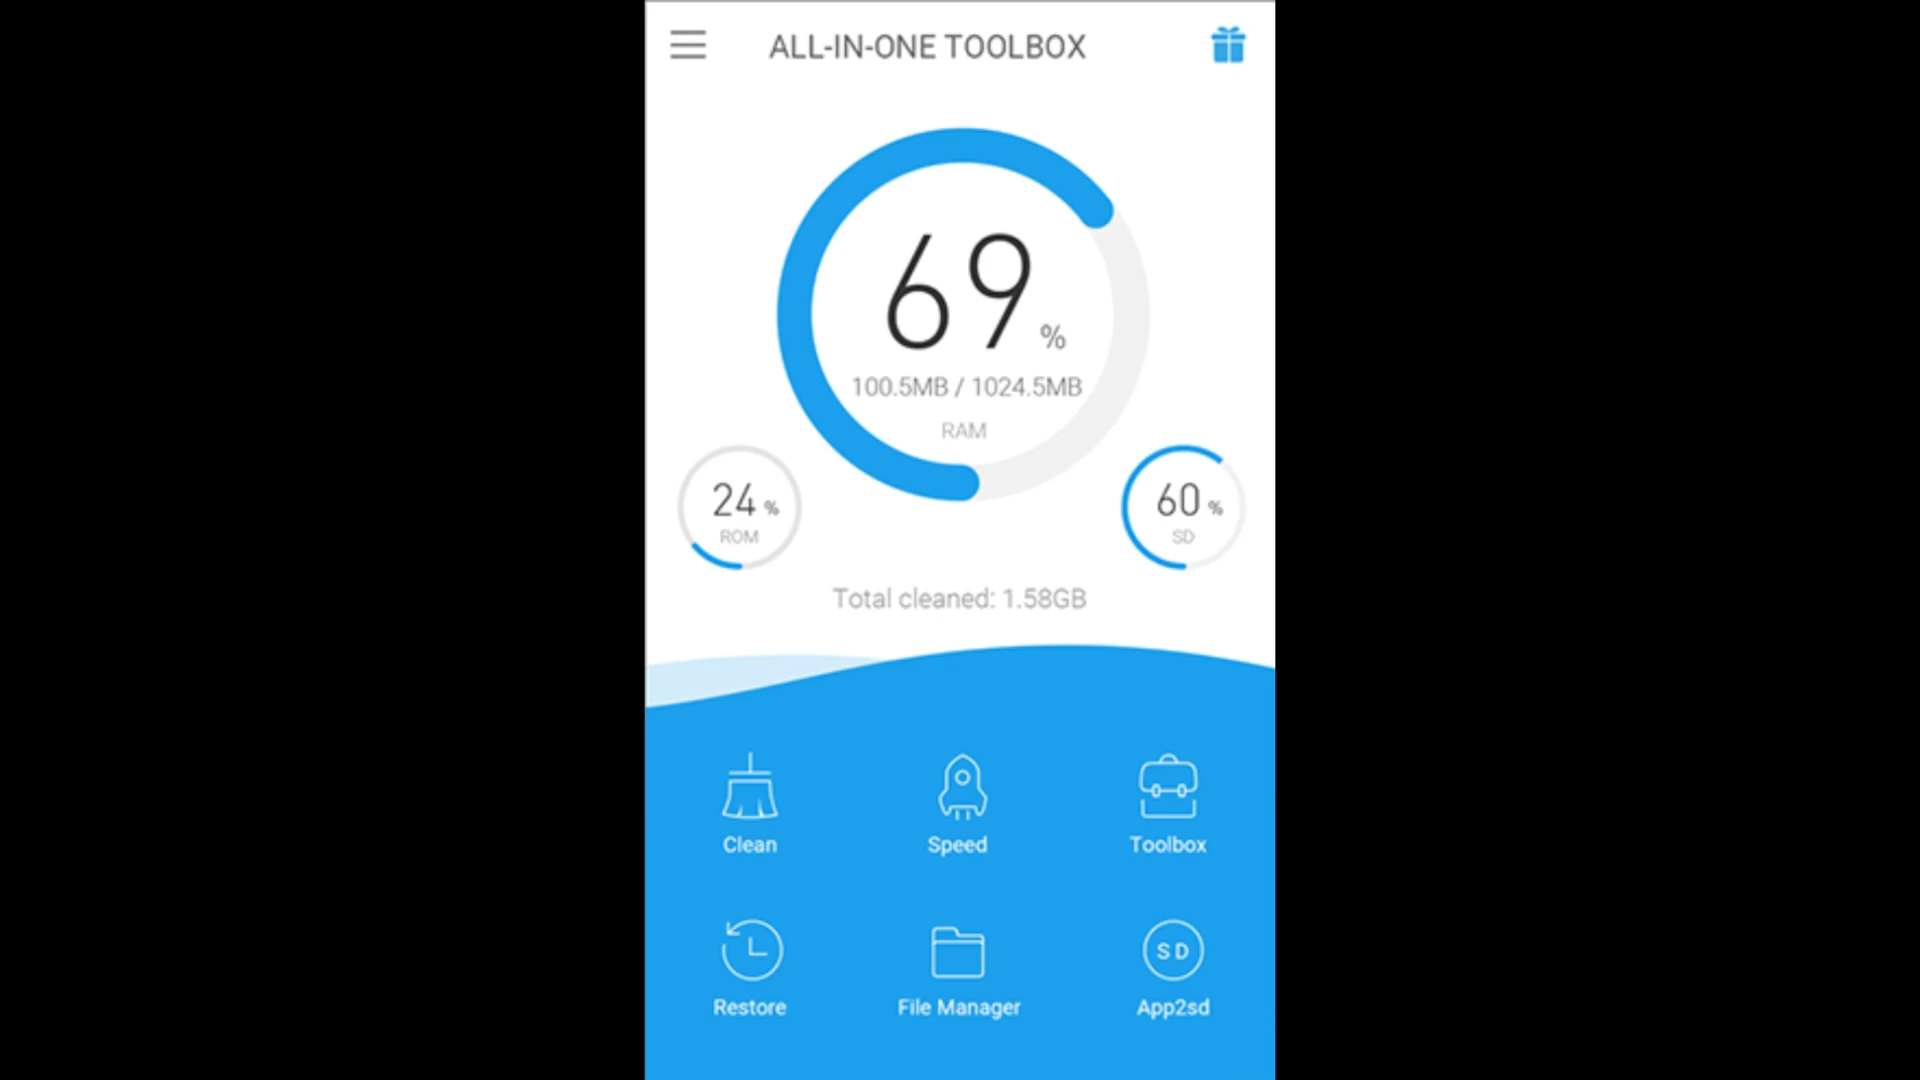 ALL-IN-ONE TOOLBOX
69 %
100.5MB / 1024.5MB
RAM
24 %
ROM
60 %
SD
Total cleaned: 1.58GB
Clean
Speed
Toolbox
SD
Restore
File Manager
App2sd